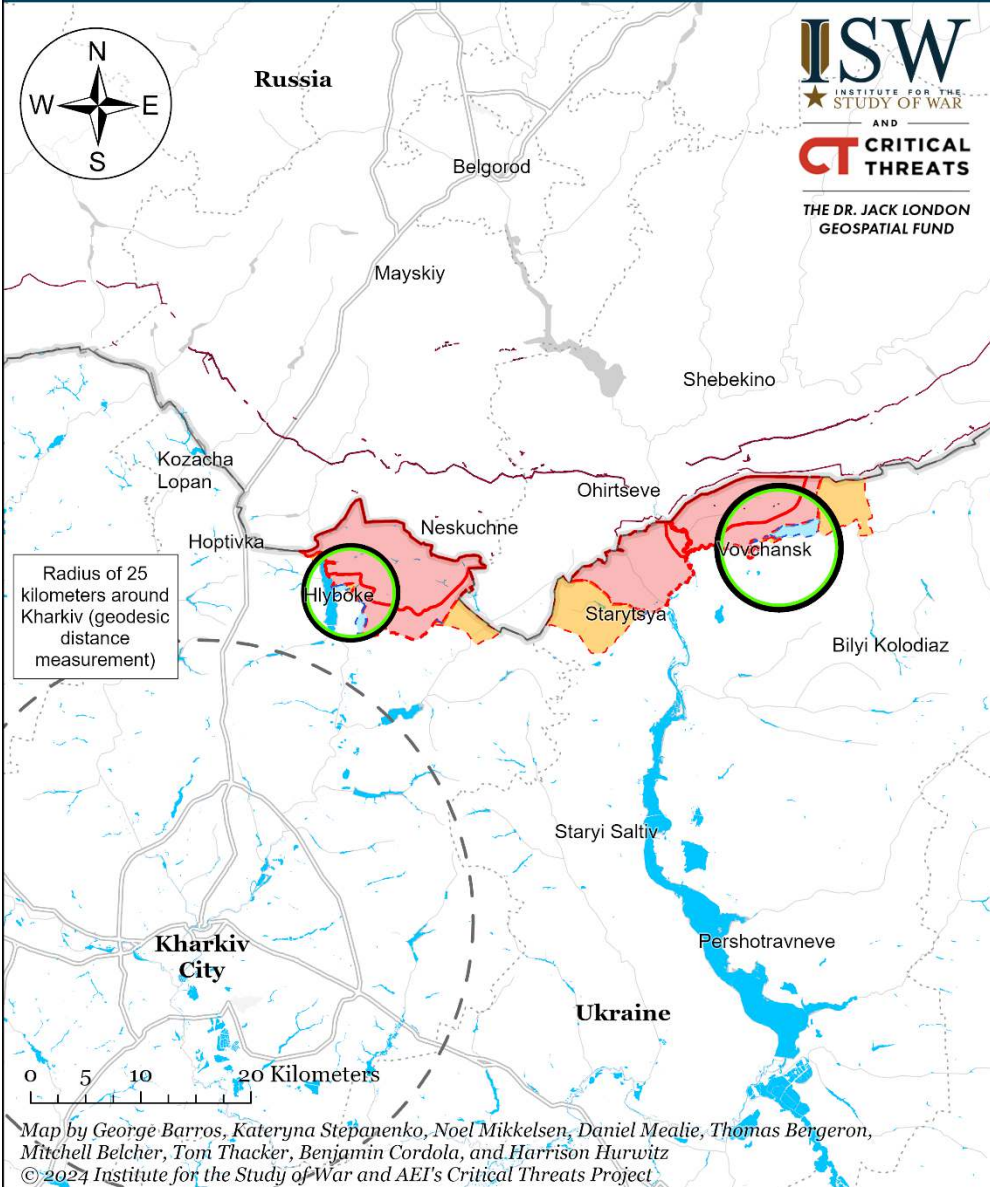 N
W E
S
Russia
ISW
INSTITUTE FOR THE
STUDY OF WAR
AND
CT CRITICAL
THREATS
THE DR. JACK LONDON
GEOSPATIAL FUND
Belgorod
Mayskiy
Shebekino
Kozacha
Lopan
Ohirtseve
Neskuchne
Hoptivka
Vovchansk
Radius of 25
kilometers around
Kharkiv (geodesic
distance
measurement)
Hlyboke
Starytsya
Bilyi Kolodiaz
Staryi Saltiv
Pershotravneve
Kharkiv
City
Ukraine
0 5 10 20 Kilometers
Map by George Barros, Kateryna Stepanenko, Noel Mikkelsen, Daniel Mealie, Thomas Bergeron,
Mitchell Belcher, Tom Thacker, Benjamin Cordola, and Harrison Hurwitz
© 2024 Institute for the Study of War and AEI's Critical Threats Project